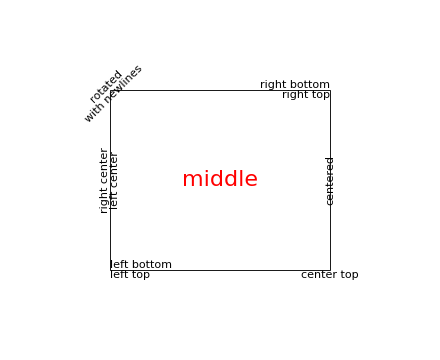 rotated
with newlines
right bottom
right top
right center
left center
middle
centered
left bottom
left top
center top